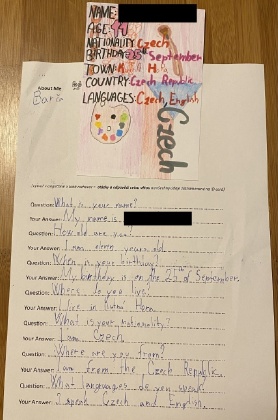 NAME:
AGE:
NATIONALITY: Czech
BIRTHDAY: 25th September
TOWN:
COUNTRY: Czech Republic
LANGUAGES: Czech, English
Czech
About Me
Question: What is your name?
Your Answer: My name is
Question: How old are you?
Your Answer: I am eleven years old.
Question: When is your birthday?
Your Answer: My birthday is on the 25th of September.
Question: Where do you live?
Your Answer: I live in
Question: What is your nationality?
Your Answer: I am Czech.
Question: Where are you from?
Your Answer: I am from the Czech Republic.
Question: What languages do you speak.
Your Answer: I speak Czech and English.